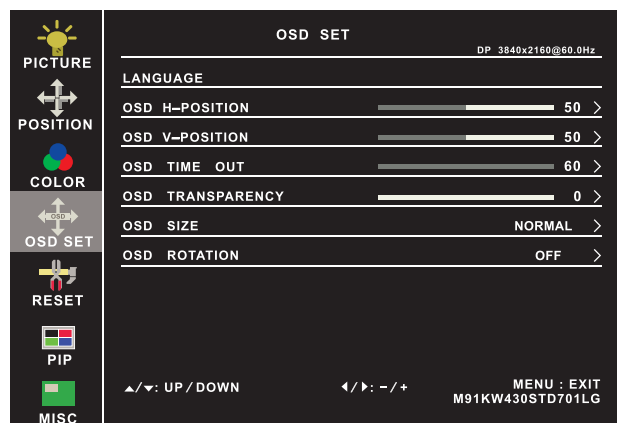 OSD SET
DP 3840x2160@60.0Hz
PICTURE
POSITION
COLOR
OSD
OSD SET
RESET
PIP
MISC
LANGUAGE
OSD H–POSITION 50 >
OSD V–POSITION 50 >
OSD TIME OUT 60 >
OSD TRANSPARENCY 0 >
OSD SIZE NORMAL >
OSD ROTATION OFF >
▲/▼: UP/DOWN ◀/▶: –/+ MENU : EXIT
M91KW430STD701LG